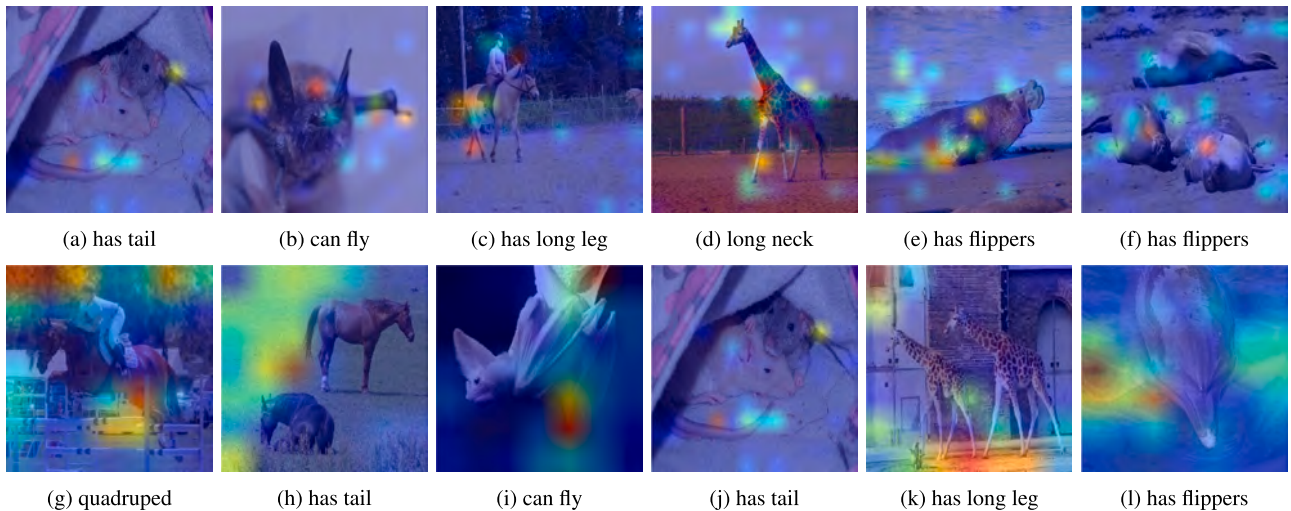 (a) has tail
(b) can fly
(c) has long leg
(d) long neck
(e) has flippers
(f) has flippers
(g) quadruped
(h) has tail
(i) can fly
(j) has tail
(k) has long leg
(l) has flippers